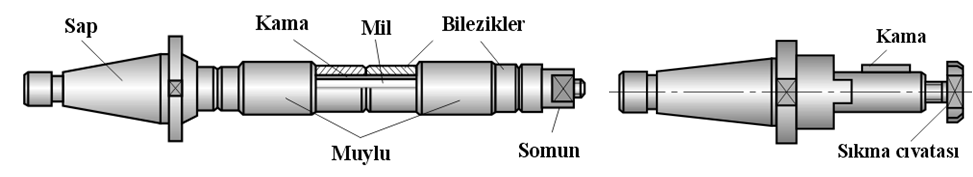 Sap
Kama
Mil
Bilezikler
Muylu
Somun
Kama
Sıkma cıvatası